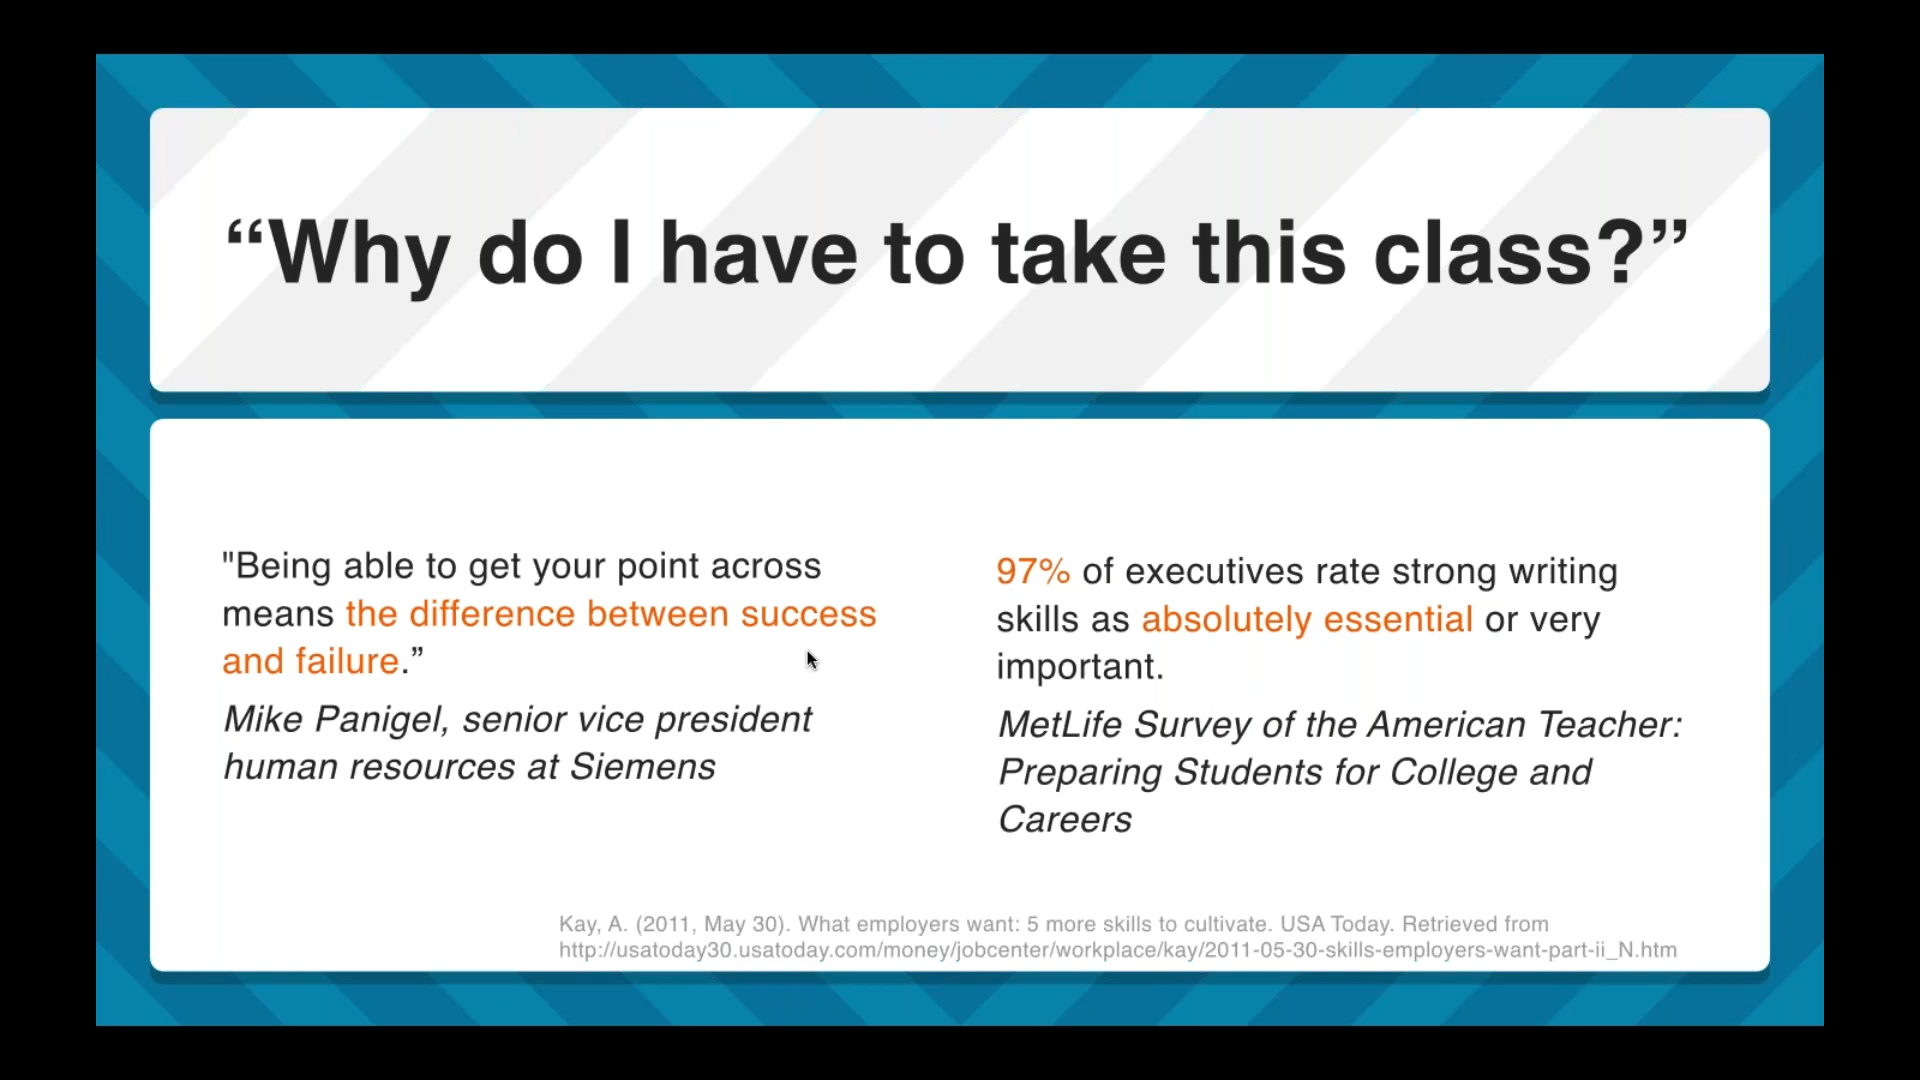 “Why do I have to take this class?”
"Being able to get your point across
means the difference between success
and failure.”
Mike Panigel, senior vice president
human resources at Siemens
97% of executives rate strong writing
skills as absolutely essential or very
important.
MetLife Survey of the American Teacher:
Preparing Students for College and
Careers
Kay, A. (2011, May 30). What employers want: 5 more skills to cultivate. USA Today. Retrieved from
http://usatoday30.usatoday.com/money/jobcenter/workplace/kay/2011-05-30-skills-employers-want-part-ii_N.htm